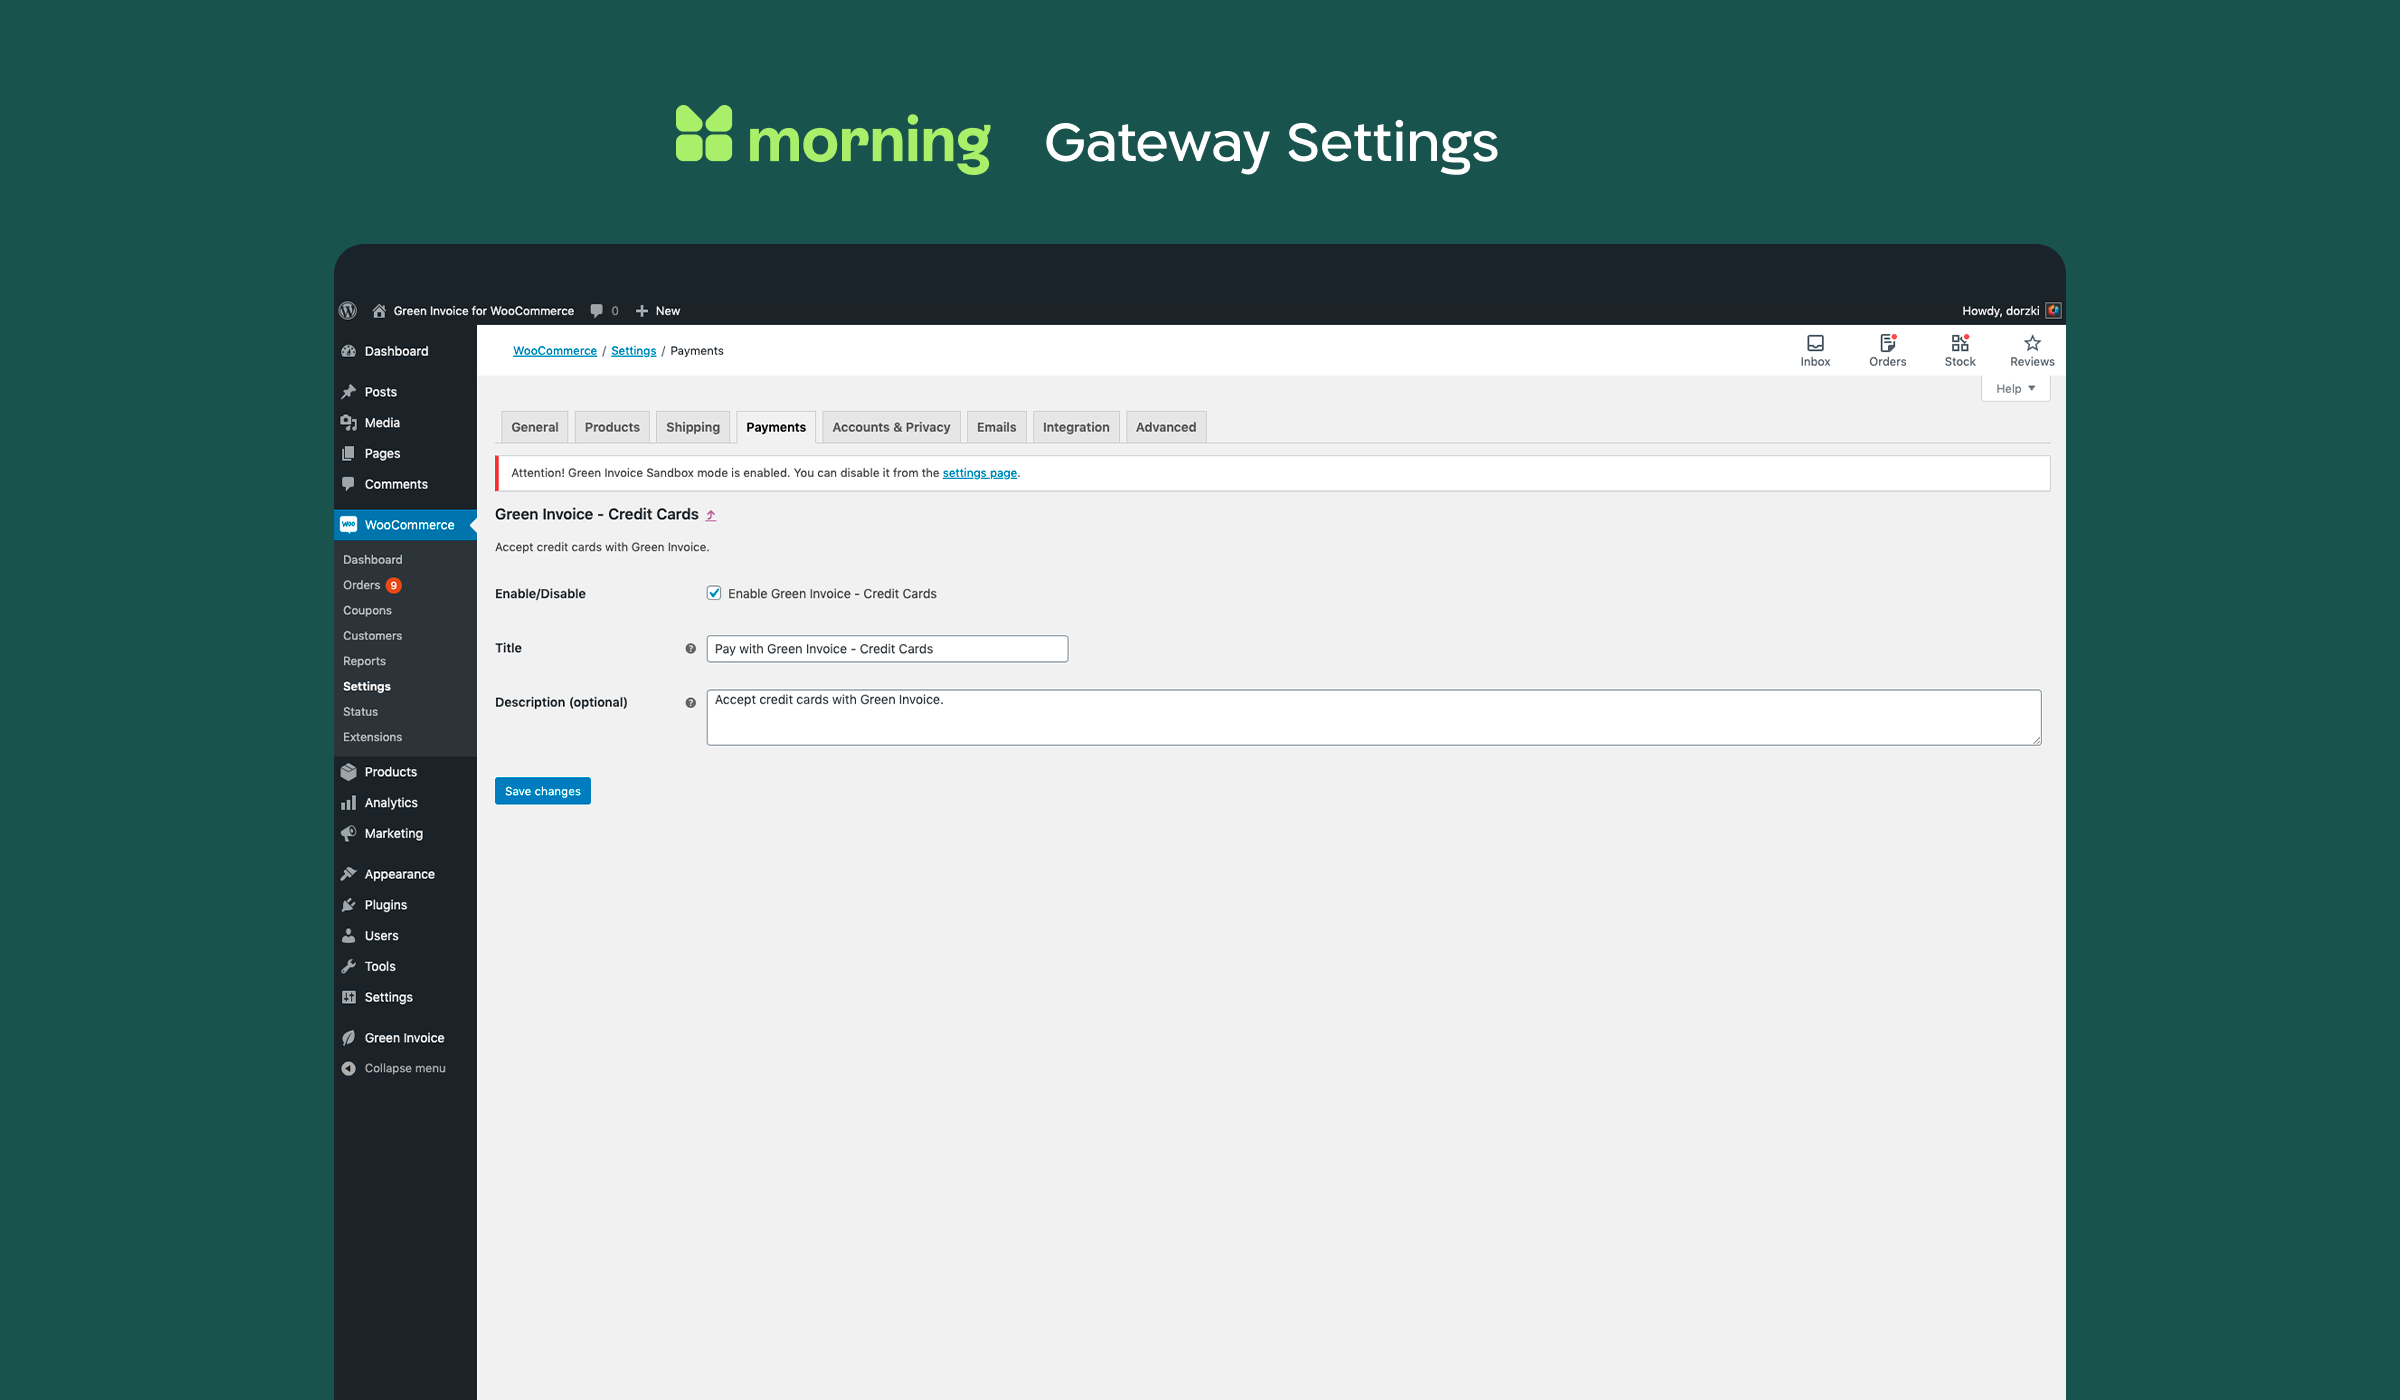 morning Gateway Settings
Green Invoice for WooCommerce 0 New Howdy, dorzki
Dashboard
Posts
Media
Pages
Comments
WooCommerce
Dashboard
Orders 9
Coupons
Customers
Reports
Settings
Status
Extensions
Products
Analytics
Marketing
Appearance
Plugins
Users
Tools
Settings
Green Invoice
Collapse menu
WooCommerce / Settings / Payments
Inbox Orders Stock Reviews
Help
General Products Shipping Payments Accounts & Privacy Emails Integration Advanced
Attention! Green Invoice Sandbox mode is enabled. You can disable it from the settings page.
Green Invoice - Credit Cards
Accept credit cards with Green Invoice.
Enable/Disable Enable Green Invoice - Credit Cards
Title Pay with Green Invoice - Credit Cards
Description (optional) Accept credit cards with Green Invoice.
Save changes